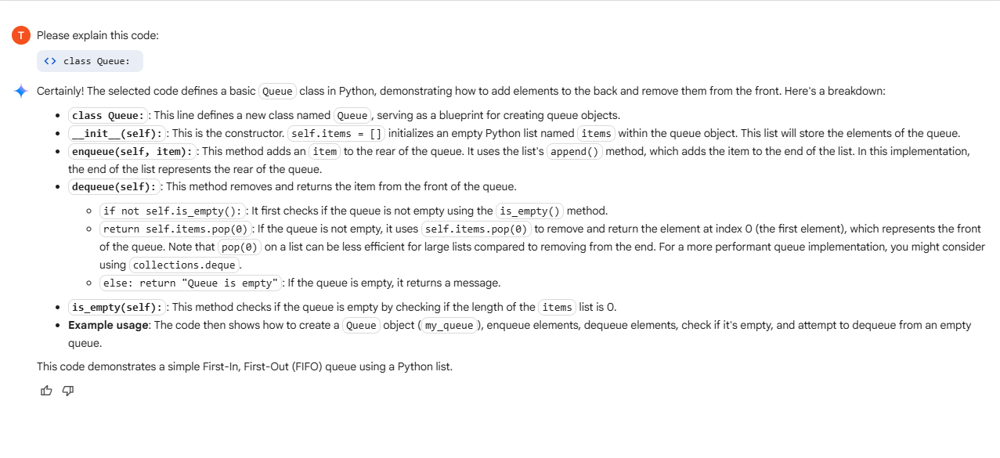 T Please explain this code:
<> class Queue:
Certainly! The selected code defines a basic Queue class in Python, demonstrating how to add elements to the back and remove them from the front. Here's a breakdown:
• class Queue: : This line defines a new class named Queue, serving as a blueprint for creating queue objects.
• __init__(self): : This is the constructor. self.items = [] initializes an empty Python list named items within the queue object. This list will store the elements of the queue.
• enqueue(self, item): : This method adds an item to the rear of the queue. It uses the list's append() method, which adds the item to the end of the list. In this implementation,
the end of the list represents the rear of the queue.
• dequeue(self): : This method removes and returns the item from the front of the queue.
○ if not self.is_empty(): : It first checks if the queue is not empty using the is_empty() method.
○ return self.items.pop(0) : If the queue is not empty, it uses self.items.pop(0) to remove and return the element at index 0 (the first element), which represents the front
of the queue. Note that pop(0) on a list can be less efficient for large lists compared to removing from the end. For a more performant queue implementation, you might consider
using collections.deque.
○ else: return "Queue is empty" : If the queue is empty, it returns a message.
• is_empty(self): : This method checks if the queue is empty by checking if the length of the items list is 0.
• Example usage: The code then shows how to create a Queue object (my_queue), enqueue elements, dequeue elements, check if it's empty, and attempt to dequeue from an empty
queue.
This code demonstrates a simple First-In, First-Out (FIFO) queue using a Python list.